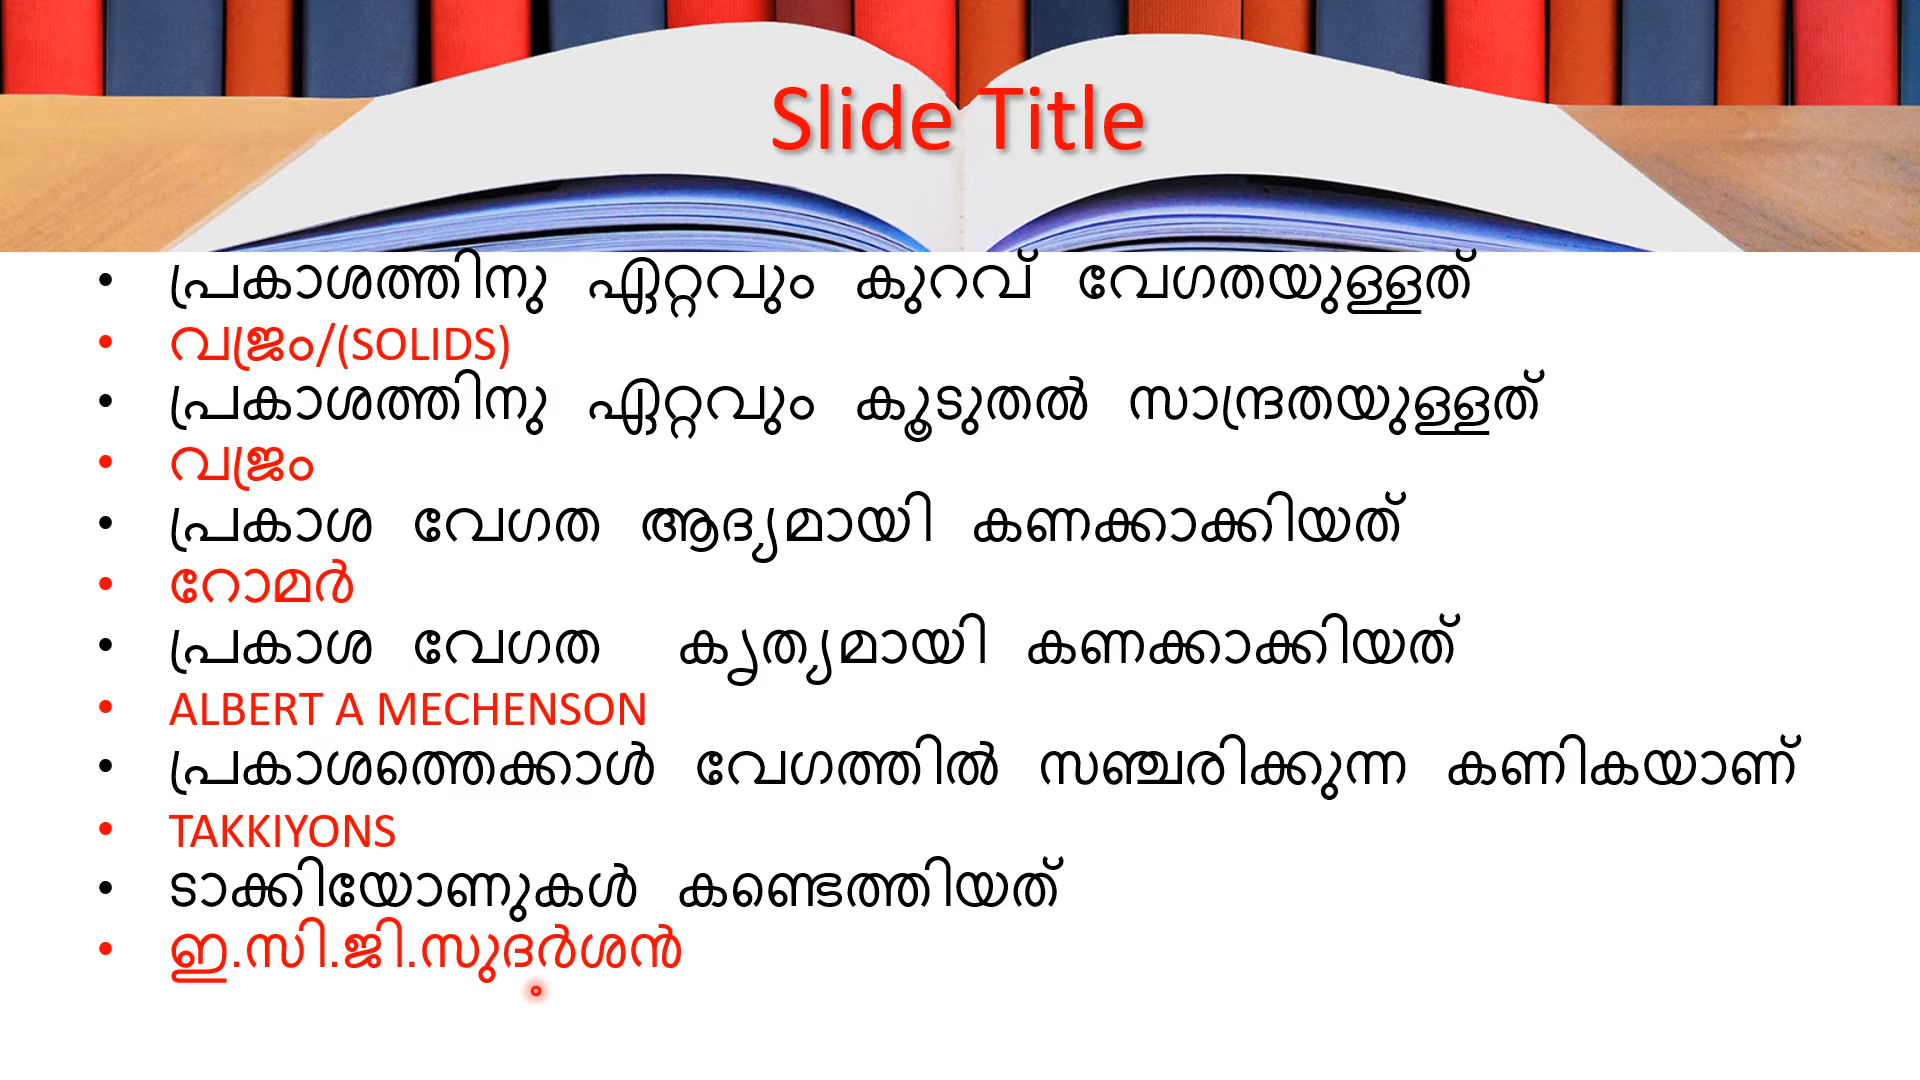 Slide Title
• പ്രകാശത്തിനു ഏറ്റവും കുറവ് വേഗതയുള്ളത്
• വജ്രം/(SOLIDS)
• പ്രകാശത്തിനു ഏറ്റവും കൂടുതൽ സാന്ദ്രതയുള്ളത്
• വജ്രം
• പ്രകാശ വേഗത ആദ്യമായി കണക്കാക്കിയത്
• റോമർ
• പ്രകാശ വേഗത കൃത്യമായി കണക്കാക്കിയത്
• ALBERT A MECHENSON
• പ്രകാശത്തെക്കാൾ വേഗത്തിൽ സഞ്ചരിക്കുന്ന കണികയാണ്
• TAKKIYONS
• ടാക്കിയോണുകൾ കണ്ടെത്തിയത്
• ഇ.സി.ജി.സുദർശൻ